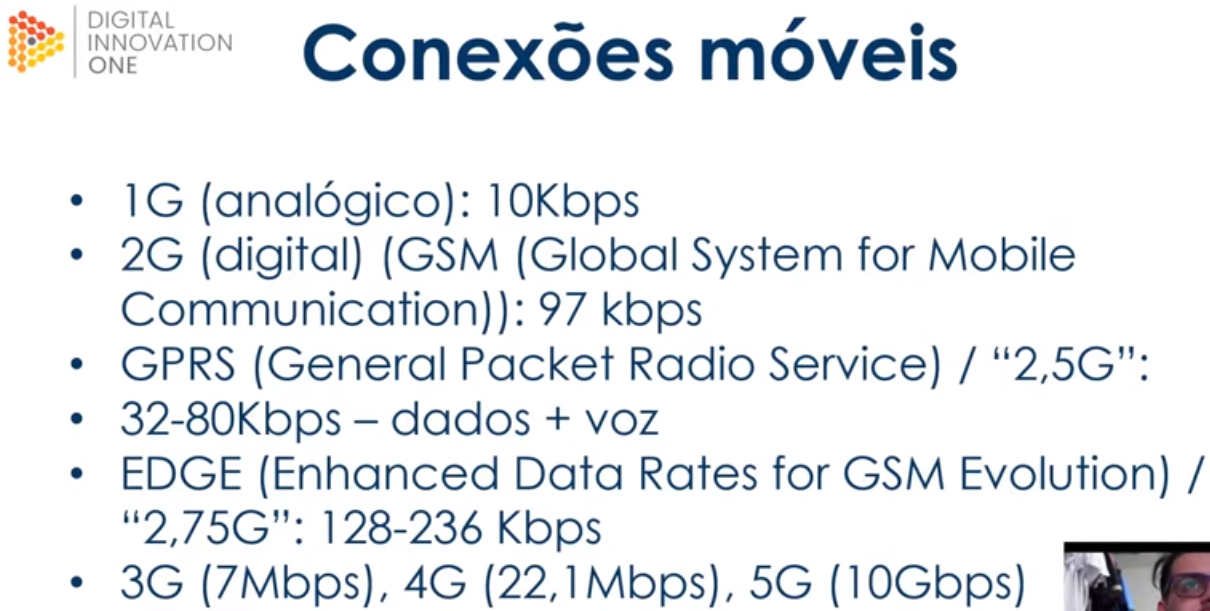 DIGITAL
INNOVATION
ONE
Conexões móveis
• 1G (analógico): 10Kbps
• 2G (digital) (GSM (Global System for Mobile
Communication)): 97 kbps
• GPRS (General Packet Radio Service) / “2,5G”:
• 32-80Kbps – dados + voz
• EDGE (Enhanced Data Rates for GSM Evolution) /
“2,75G”: 128-236 Kbps
• 3G (7Mbps), 4G (22,1Mbps), 5G (10Gbps)